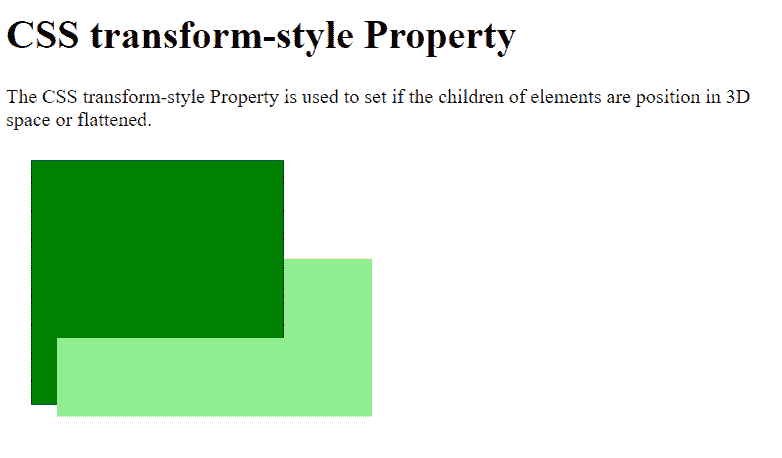 CSS transform-style Property
The CSS transform-style Property is used to set if the children of elements are position in 3D
space or flattened.